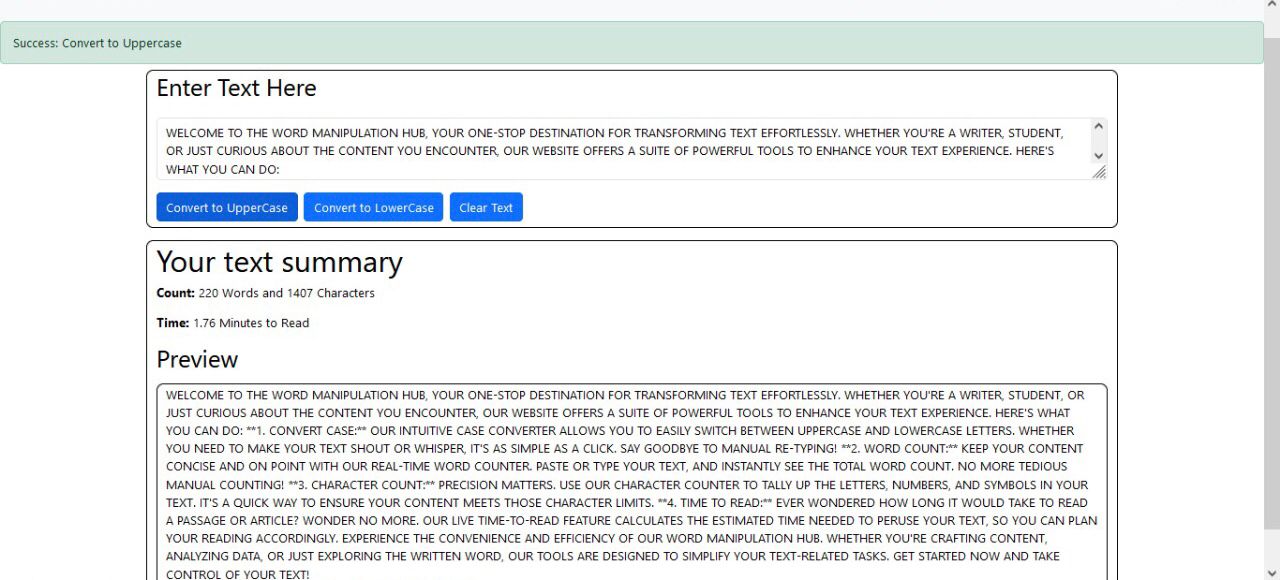 Success: Convert to Uppercase
Enter Text Here
WELCOME TO THE WORD MANIPULATION HUB, YOUR ONE-STOP DESTINATION FOR TRANSFORMING TEXT EFFORTLESSLY. WHETHER YOU'RE A WRITER, STUDENT,
OR JUST CURIOUS ABOUT THE CONTENT YOU ENCOUNTER, OUR WEBSITE OFFERS A SUITE OF POWERFUL TOOLS TO ENHANCE YOUR TEXT EXPERIENCE. HERE'S
WHAT YOU CAN DO:
Convert to UpperCase Convert to LowerCase Clear Text
Your text summary
Count: 220 Words and 1407 Characters
Time: 1.76 Minutes to Read
Preview
WELCOME TO THE WORD MANIPULATION HUB, YOUR ONE-STOP DESTINATION FOR TRANSFORMING TEXT EFFORTLESSLY. WHETHER YOU'RE A WRITER, STUDENT, OR
JUST CURIOUS ABOUT THE CONTENT YOU ENCOUNTER, OUR WEBSITE OFFERS A SUITE OF POWERFUL TOOLS TO ENHANCE YOUR TEXT EXPERIENCE. HERE'S WHAT
YOU CAN DO: **1. CONVERT CASE:** OUR INTUITIVE CASE CONVERTER ALLOWS YOU TO EASILY SWITCH BETWEEN UPPERCASE AND LOWERCASE LETTERS. WHETHER
YOU NEED TO MAKE YOUR TEXT SHOUT OR WHISPER, IT'S AS SIMPLE AS A CLICK. SAY GOODBYE TO MANUAL RE-TYPING! **2. WORD COUNT:** KEEP YOUR CONTENT
CONCISE AND ON POINT WITH OUR REAL-TIME WORD COUNTER. PASTE OR TYPE YOUR TEXT, AND INSTANTLY SEE THE TOTAL WORD COUNT. NO MORE TEDIOUS
MANUAL COUNTING! **3. CHARACTER COUNT:** PRECISION MATTERS. USE OUR CHARACTER COUNTER TO TALLY UP THE LETTERS, NUMBERS, AND SYMBOLS IN YOUR
TEXT. IT'S A QUICK WAY TO ENSURE YOUR CONTENT MEETS THOSE CHARACTER LIMITS. **4. TIME TO READ:** EVER WONDERED HOW LONG IT WOULD TAKE TO READ
A PASSAGE OR ARTICLE? WONDER NO MORE. OUR LIVE TIME-TO-READ FEATURE CALCULATES THE ESTIMATED TIME NEEDED TO PERUSE YOUR TEXT, SO YOU CAN PLAN
YOUR READING ACCORDINGLY. EXPERIENCE THE CONVENIENCE AND EFFICIENCY OF OUR WORD MANIPULATION HUB. WHETHER YOU'RE CRAFTING CONTENT,
ANALYZING DATA, OR JUST EXPLORING THE WRITTEN WORD, OUR TOOLS ARE DESIGNED TO SIMPLIFY YOUR TEXT-RELATED TASKS. GET STARTED NOW AND TAKE
CONTROL OF YOUR TEXT!